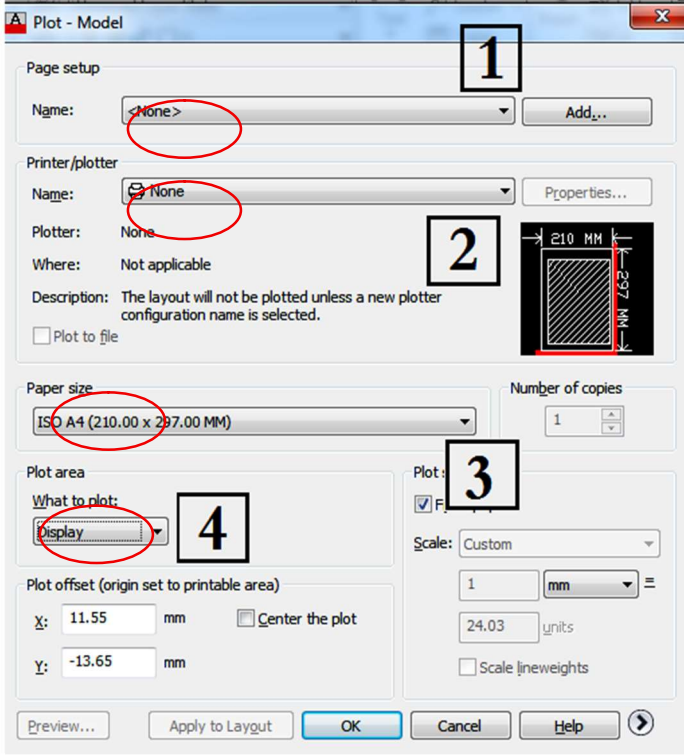 A Plot - Model
1
Page setup
Name: <None> Add...
Printer/plotter
Name: None Properties...
Plotter: None
2
210 MM
297 MM
Where: Not applicable
Description: The layout will not be plotted unless a new plotter
configuration name is selected.
Plot to file
Paper size
ISO A4 (210.00 x 297.00 MM)
Number of copies
1
Plot area
What to plot:
Display
4
Plot
3
Scale: Custom
1 mm =
24.03 units
Scale lineweights
Plot offset (origin set to printable area)
X: 11.55 mm Center the plot
Y: -13.65 mm
Preview... Apply to Layout OK Cancel Help